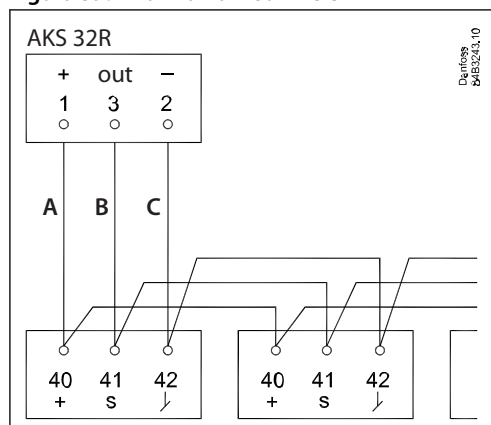 AKS 32R
+ out −
1 3 2
A B C
40 41 42
+ S
40 41 42
+ S
Danfoss
84B3243.10